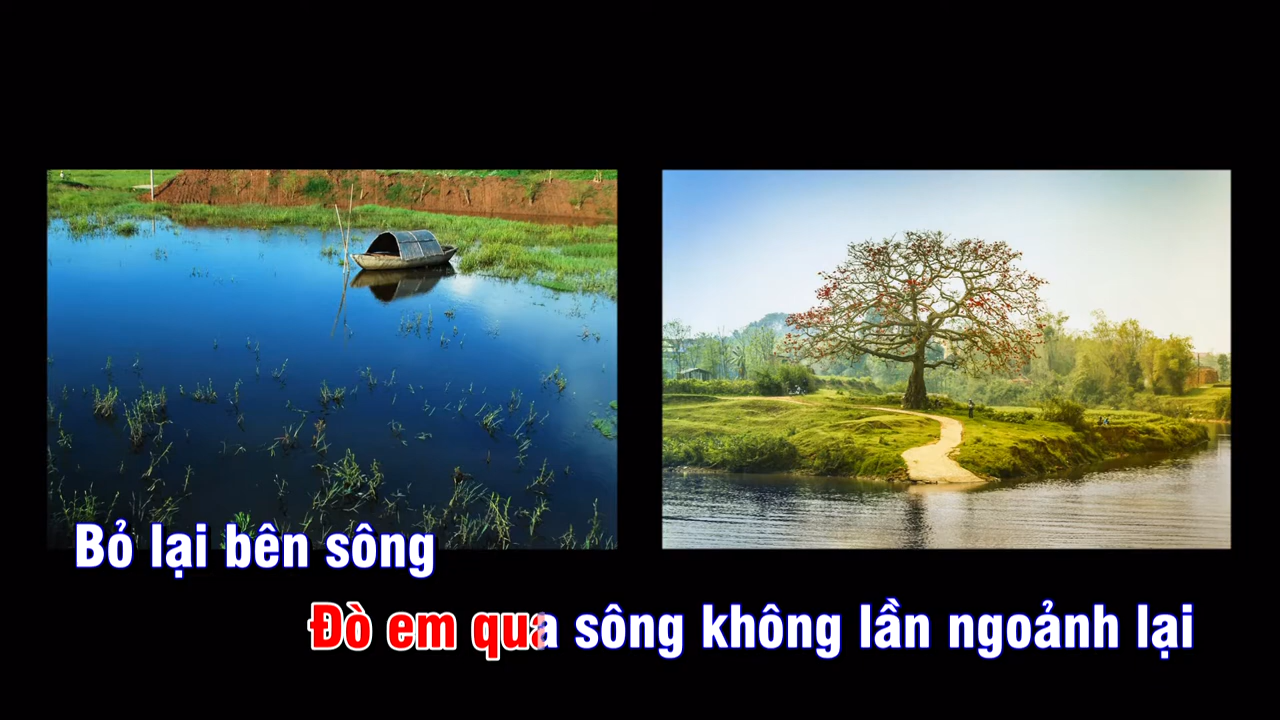 Bỏ lại bên sông
Đò em qua sông không lần ngoảnh lại